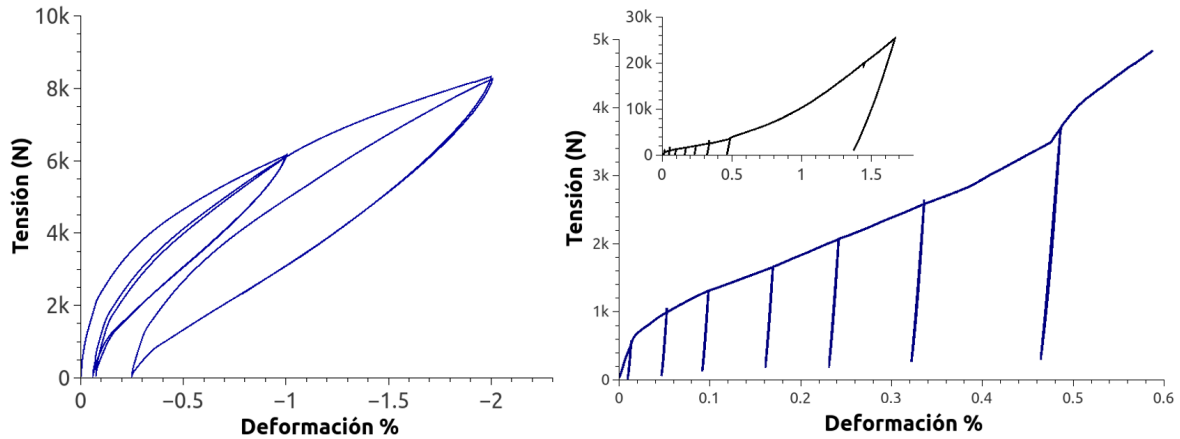 10k
8k
6k
4k
2k
0
0
−0.5
−1
−1.5
−2
Tensión (N)
Deformación %
30k
20k
10k
0
0
0.5
1
1.5
5k
4k
3k
2k
1k
0
0
0.1
0.2
0.3
0.4
0.5
0.6
Tensión (N)
Deformación %